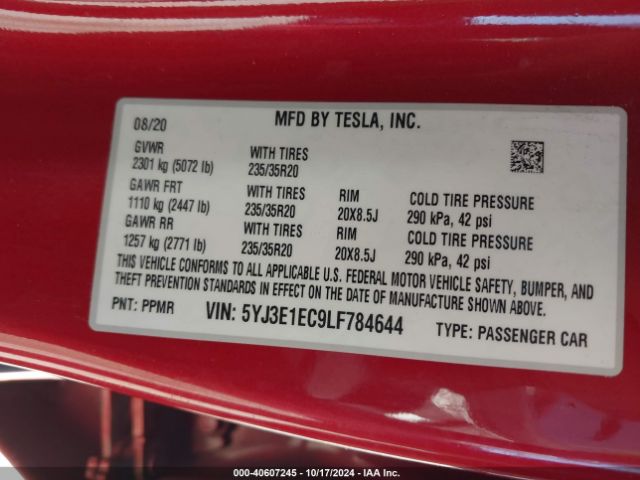 MFD BY TESLA, INC.
08/20
GVWR
2301 kg (5072 lb)
WITH TIRES
235/35R20
GAWR FRT
1110 kg (2447 lb)
WITH TIRES
235/35R20
RIM
20X8.5J
COLD TIRE PRESSURE
290 kPa, 42 psi
GAWR RR
1257 kg (2771 lb)
WITH TIRES
235/35R20
RIM
20X8.5J
COLD TIRE PRESSURE
290 kPa, 42 psi
THIS VEHICLE CONFORMS TO ALL APPLICABLE U.S. FEDERAL MOTOR VEHICLE SAFETY, BUMPER, AND
THEFT PREVENTION STANDARDS IN EFFECT ON THE DATE OF MANUFACTURE SHOWN ABOVE.
PNT: PPMR
VIN: 5YJ3E1EC9LF784644
TYPE: PASSENGER CAR
000-40607245 - 10/17/2024 - IAA Inc.